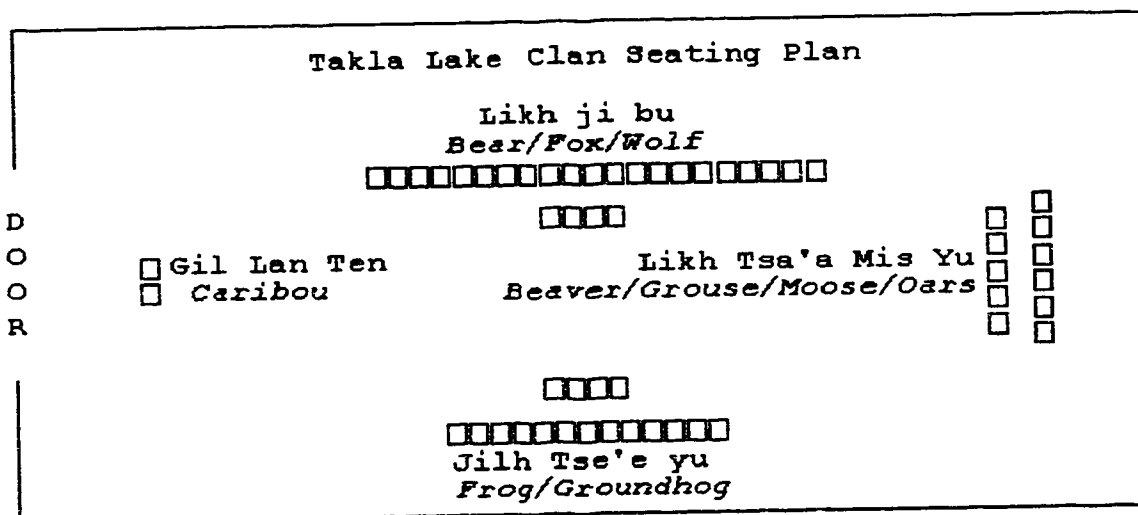 Takla Lake Clan Seating Plan
Likh ji bu
Bear/Fox/Wolf
DOOR
Gil Lan Ten
Caribou
Likh Tsa'a Mis Yu
Beaver/Grouse/Moose/Oars
Jilh Tse'e yu
Frog/Groundhog